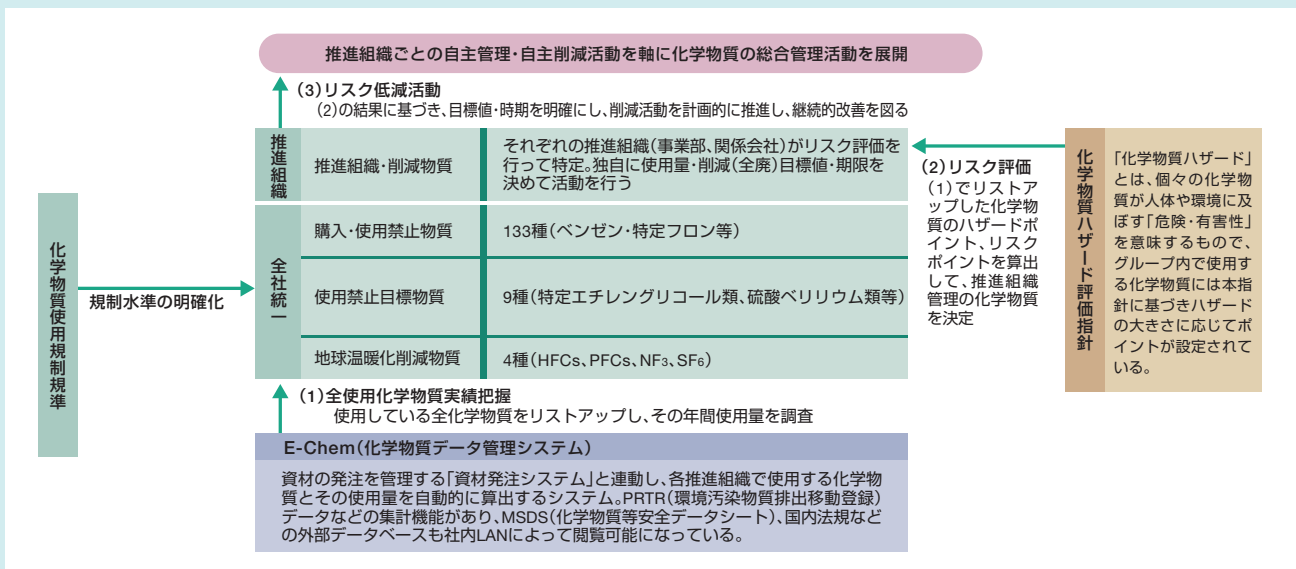 推進組織ごとの自主管理・自主削減活動を軸に化学物質の総合管理活動を展開
(3)リスク低減活動
(2)の結果に基づき、目標値・時期を明確にし、削減活動を計画的に推進し、継続的改善を図る
推進組織
推進組織・削減物質
それぞれの推進組織(事業部、関係会社)がリスク評価を
行って特定。独自に使用量・削減(全廃)目標値・期限を
決めて活動を行う
全社統一
購入・使用禁止物質
133種(ベンゼン・特定フロン等)
使用禁止目標物質
9種(特定エチレングリコール類、硫酸ベリリウム類等)
地球温暖化削減物質
4種(HFCs、PFCs、NF₃、SF₆)
化学物質使用規制規準
規制水準の明確化
(2)リスク評価
(1)でリストア
ップした化学物
質のハザードポ
イント、リスク
ポイントを算出
して、推進組織
管理の化学物質
を決定
化学物質ハザード評価指針
「化学物質ハザード」
とは、個々の化学物
質が人体や環境に及
ぼす「危険・有害性」
を意味するもので、
グループ内で使用す
る化学物質には本指
針に基づきハザード
の大きさに応じてポ
イントが設定されて
いる。
(1)全使用化学物質実績把握
使用している全化学物質をリストアップし、その年間使用量を調査
E-Chem(化学物質データ管理システム)
資材の発注を管理する「資材発注システム」と連動し、各推進組織で使用する化学物
質とその使用量を自動的に算出するシステム。PRTR(環境汚染物質排出移動登録)
データなどの集計機能があり、MSDS(化学物質等安全データシート)、国内法規など
の外部データベースも社内LANによって閲覧可能になっている。